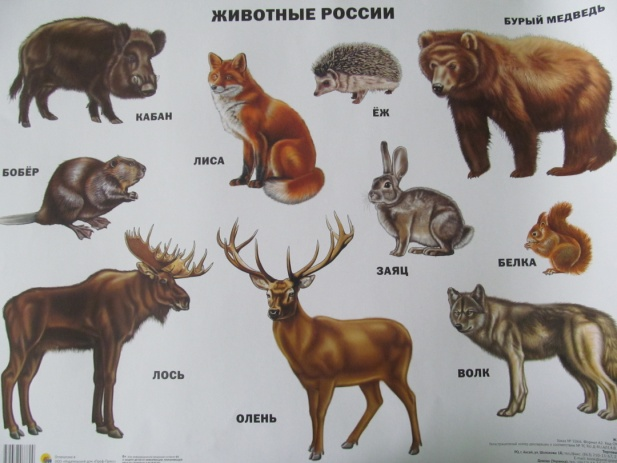 ЖИВОТНЫЕ РОССИИ
БУРЫЙ МЕДВЕДЬ
КАБАН
ЁЖ
ЛИСА
БОБЁР
ЗАЯЦ
БЕЛКА
ЛОСЬ
ВОЛК
ОЛЕНЬ